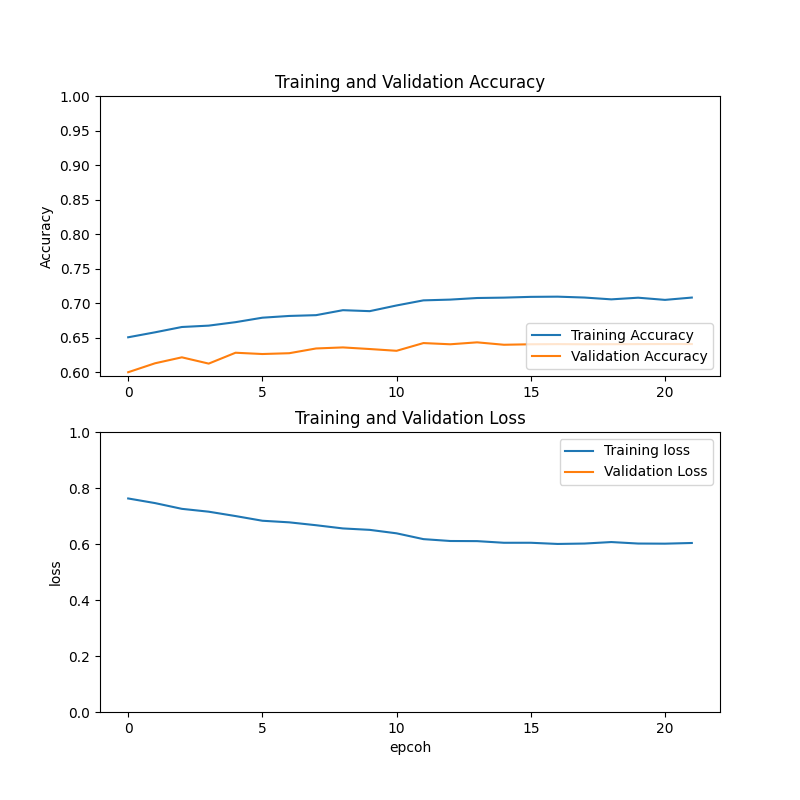 Training and Validation Accuracy
1.00
0.95
0.90
0.85
0.80
0.75
0.70
0.65
0.60
Accuracy
Training Accuracy
Validation Accuracy
0 5 10 15 20
Training and Validation Loss
1.0
0.8
0.6
0.4
0.2
0.0
loss
Training loss
Validation Loss
0 5 10 15 20
epcoh